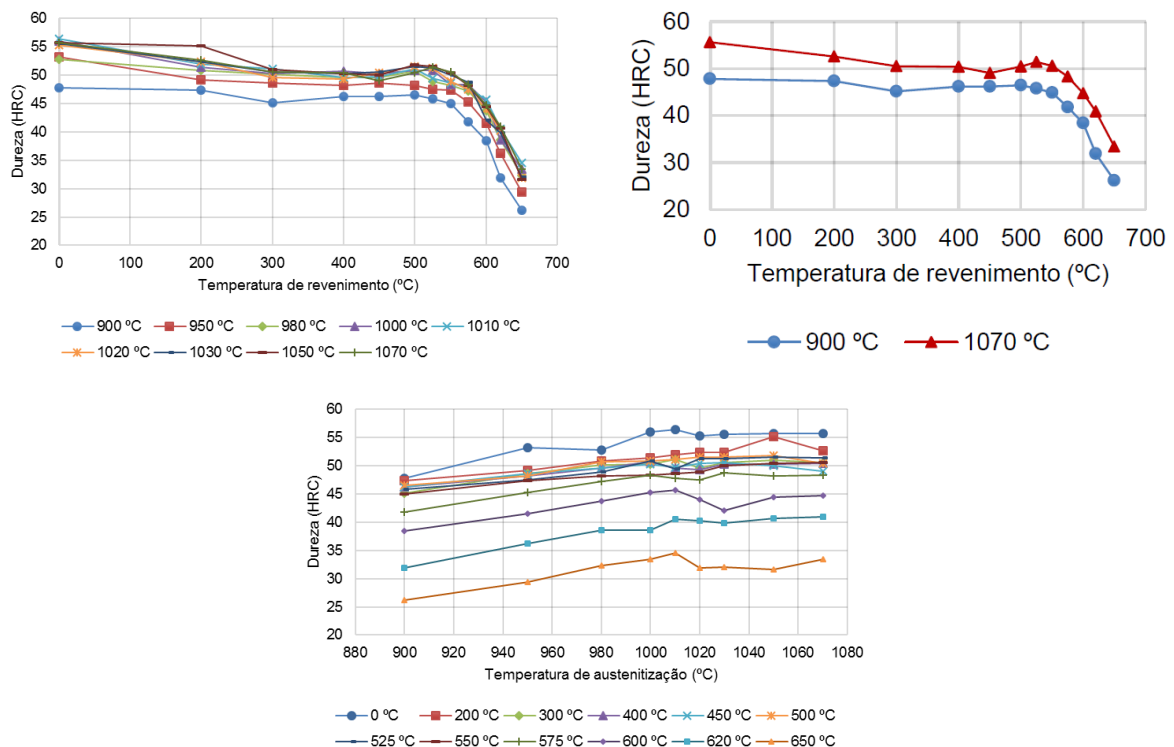 60
55
50
45
40
35
30
25
20
Dureza (HRC)
0 100 200 300 400 500 600 700
Temperatura de revenimento (ºC)
900 ºC 950 ºC 980 ºC 1000 ºC 1010 ºC
1020 ºC 1030 ºC 1050 ºC 1070 ºC
60
50
40
30
20
Dureza (HRC)
0 100 200 300 400 500 600 700
Temperatura de revenimento (ºC)
900 ºC 1070 ºC
60
55
50
45
40
35
30
25
20
Dureza (HRC)
880 900 920 940 960 980 1000 1020 1040 1060 1080
Temperatura de austenitização (ºC)
0 ºC 200 ºC 300 ºC 400 ºC 450 ºC 500 ºC
525 ºC 550 ºC 575 ºC 600 ºC 620 ºC 650 ºC